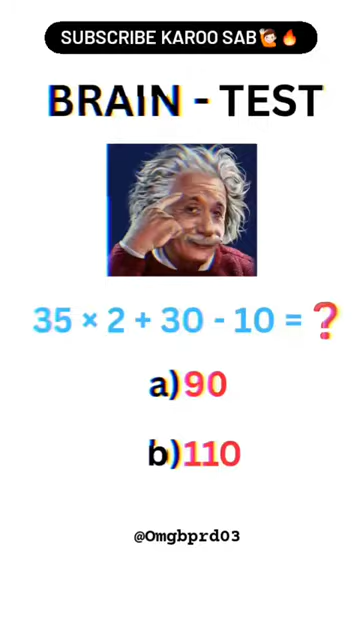 SUBSCRIBE KAROO SAB🙋🏻🔥
BRAIN - TEST
35 × 2 + 30 - 10 = ❓
a)90
b)110
@Omgbprd03